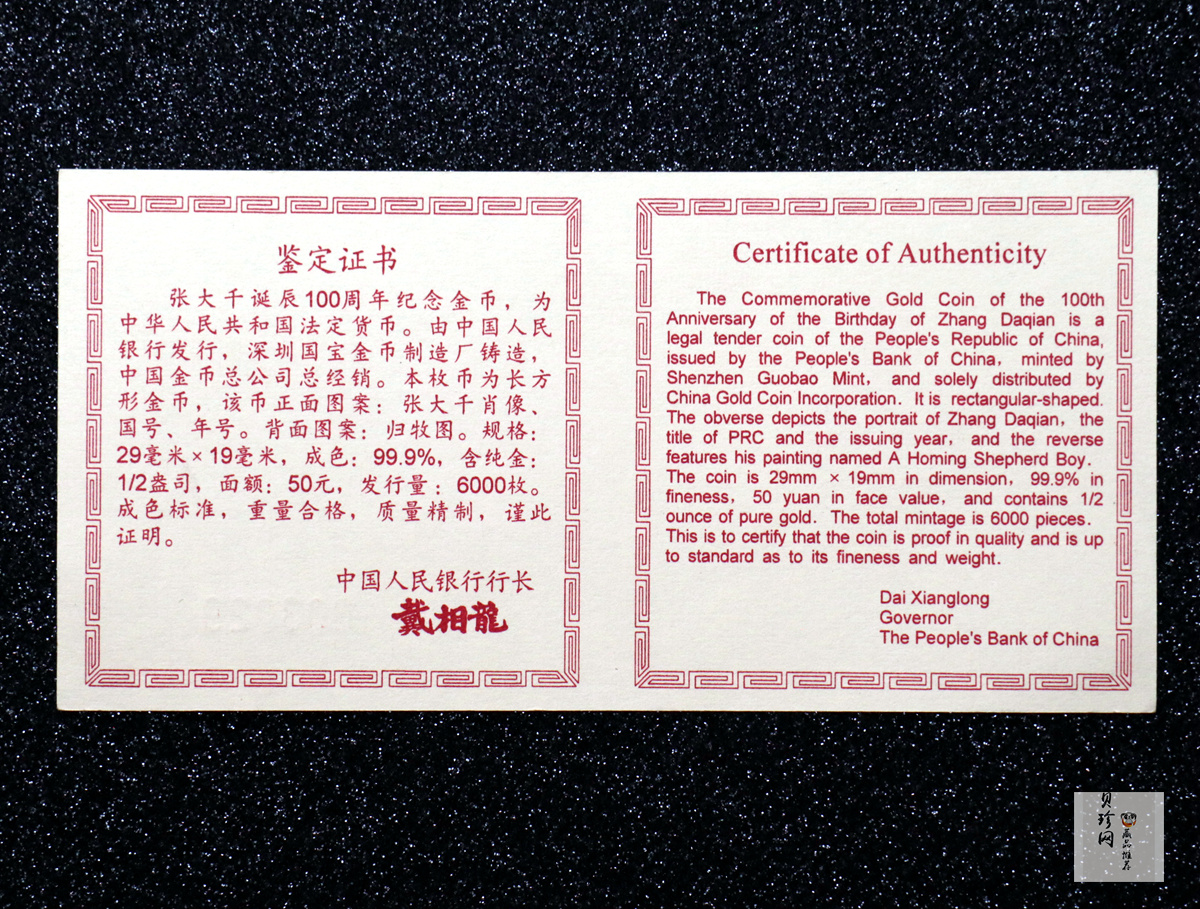 鉴定证书
张大千诞辰100周年纪念金币，为
中华人民共和国法定货币。由中国人民
银行发行，深圳国宝金币制造厂铸造，
中国金币总公司总经销。本枚币为长方
形金币，该币正面图案：张大千肖像、
国号、年号。背面图案：归牧图。规格：
29毫米×19毫米，成色：99.9%，含纯金：
1/2盎司，面额：50元，发行量：6000枚。
成色标准，重量合格，质量精制，谨此
证明。
中国人民银行行长
戴相龍
Certificate of Authenticity
The Commemorative Gold Coin of the 100th
Anniversary of the Birthday of Zhang Daqian is a
legal tender coin of the People's Republic of China,
issued by the People's Bank of China, minted by
Shenzhen Guobao Mint, and solely distributed by
China Gold Coin Incorporation. It is rectangular-shaped.
The obverse depicts the portrait of Zhang Daqian, the
title of PRC and the issuing year, and the reverse
features his painting named A Homing Shepherd Boy.
The coin is 29mm × 19mm in dimension, 99.9% in
fineness, 50 yuan in face value, and contains 1/2
ounce of pure gold. The total mintage is 6000 pieces.
This is to certify that the coin is proof in quality and is up
to standard as to its fineness and weight.
Dai Xianglong
Governor
The People's Bank of China
贝珍网
藏品推荐